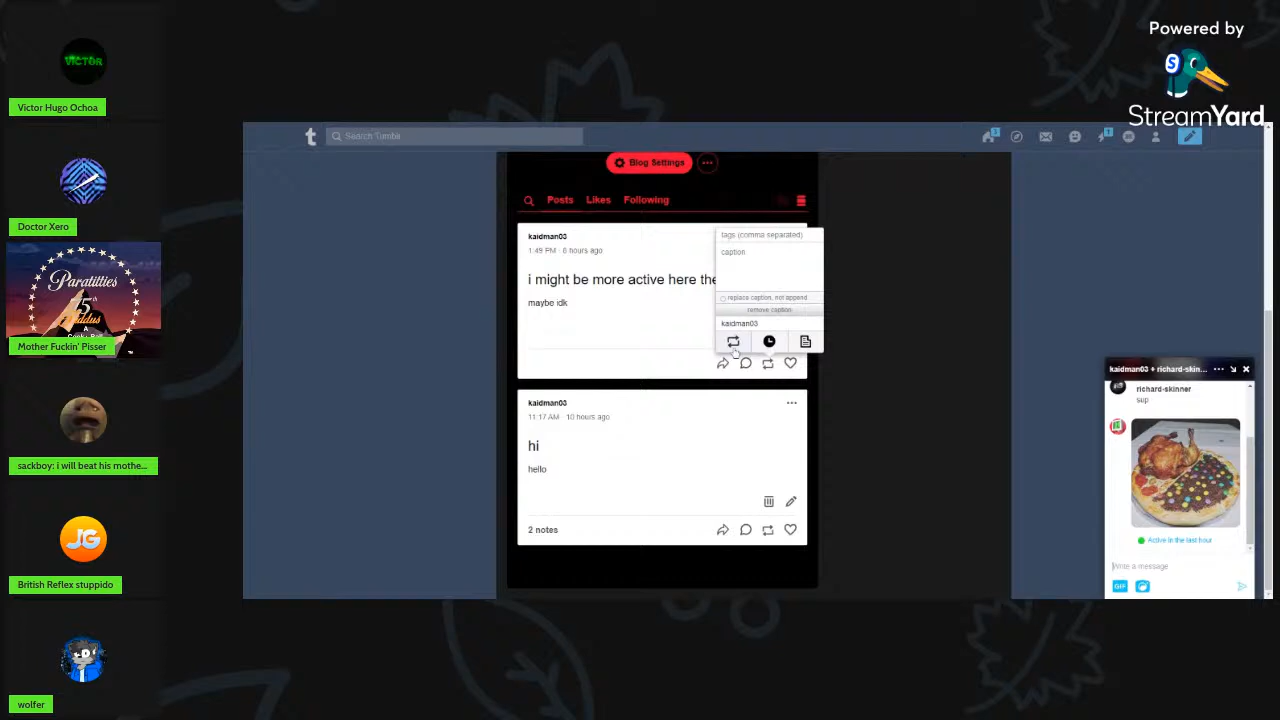 Powered by
StreamYard
VICTOR
Victor Hugo Ochoa
Doctor Xero
Paratitties
Mother Fuckin' Pisser
sackboy: i will beat his mothe...
JG
British Reflex stuppido
wolfer
t
Search Tumblr
Blog Settings
Posts Likes Following
kaidman03
1:49 PM · 8 hours ago
i might be more active here the
maybe idk
tags (comma separated)
caption
replace caption, not append
remove caption
kaidman03
kaidman03
11:17 AM · 10 hours ago
hi
hello
2 notes
kaidman03 + richard-skin...
richard-skinner
sup
Active in the last hour
Write a message
GIF